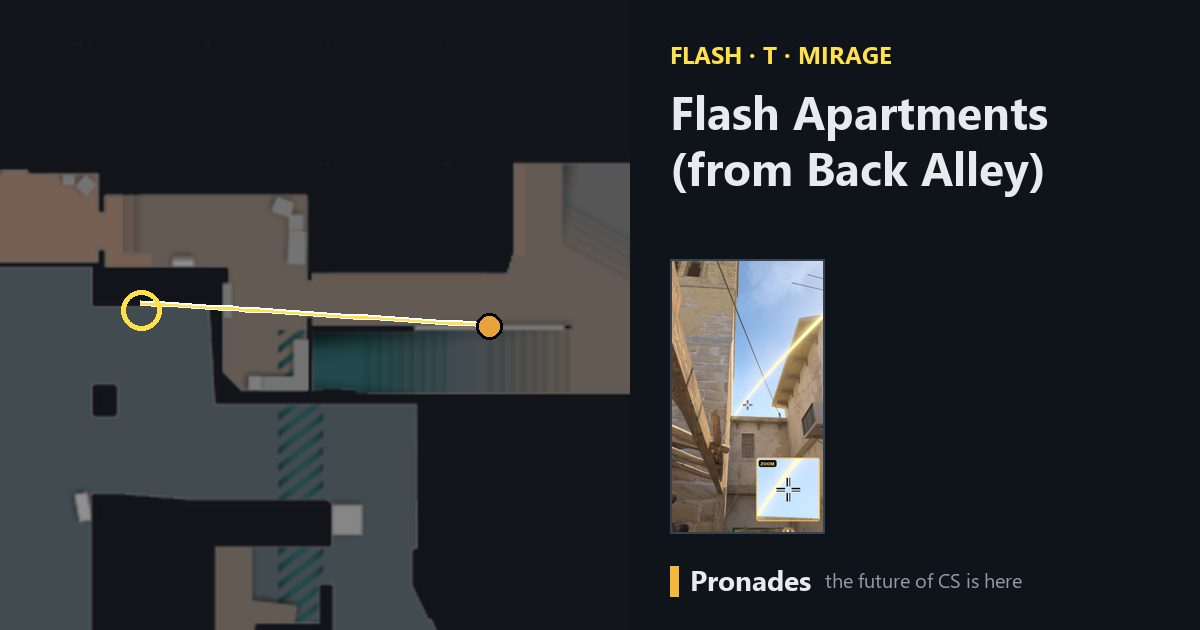 FLASH · T · MIRAGE
Flash Apartments
(from Back Alley)
ZOOM
Pronades the future of CS is here